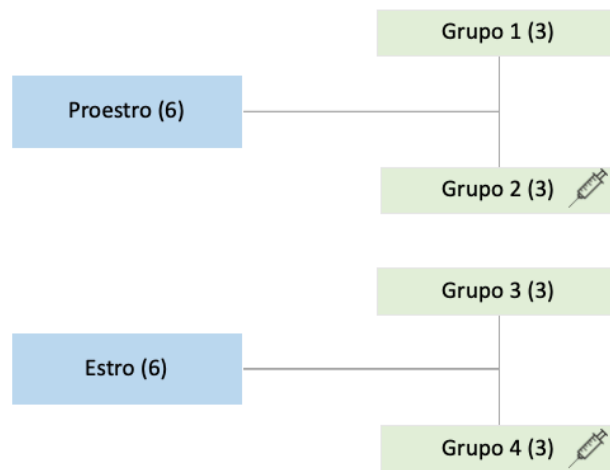 Grupo 1 (3)
Proestro (6)
Grupo 2 (3)
Grupo 3 (3)
Estro (6)
Grupo 4 (3)